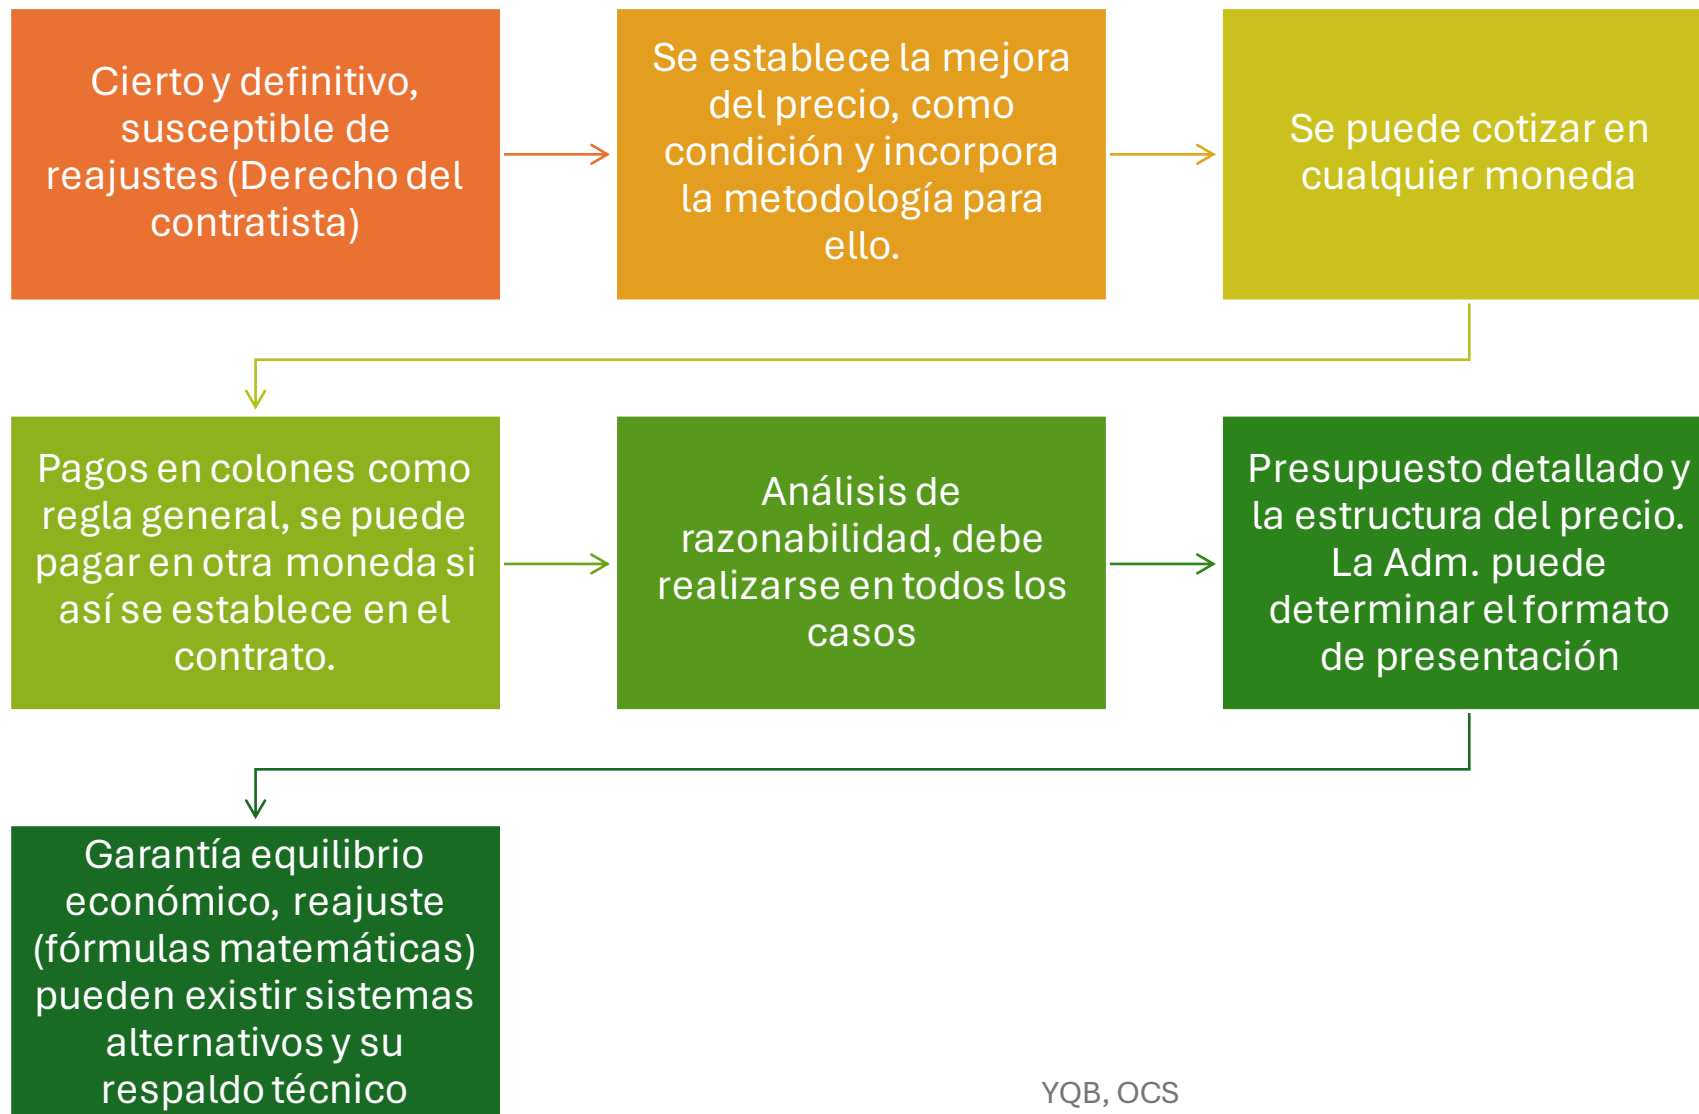 Cierto y definitivo,
susceptible de
reajustes (Derecho del
contratista)
Se establece la mejora
del precio, como
condición y incorpora
la metodología para
ello.
Se puede cotizar en
cualquier moneda
Pagos en colones como
regla general, se puede
pagar en otra moneda si
así se establece en el
contrato.
Análisis de
razonabilidad, debe
realizarse en todos los
casos
Presupuesto detallado y
la estructura del precio.
La Adm. puede
determinar el formato
de presentación
Garantía equilibrio
económico, reajuste
(fórmulas matemáticas)
pueden existir sistemas
alternativos y su
respaldo técnico
YQB, OCS